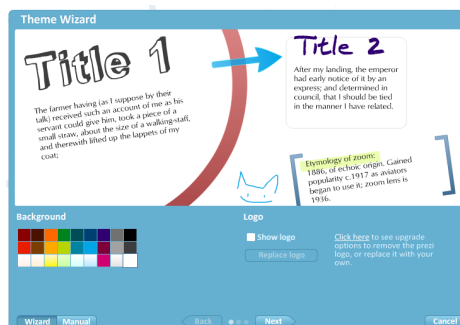 Theme Wizard
Title 1
The farmer having (as I suppose by their
talk) received such an account of me as his
servant could give him, took a piece of a
small straw, about the size of a walking-staff,
and therewith lifted up the lappets of my
coat;
Title 2
After my landing, the emperor
had early notice of it by an
express; and determined in
council, that I should be tied
in the manner I have related.
Etymology of zoom:
1886, of echoic origin. Gained
popularity c.1917 as aviators
began to use it; zoom lens is
1936.
Background
Logo
Show logo
Replace logo
Click here to see upgrade
options to remove the prezi
logo, or replace it with your
own.
Wizard
Manual
Back
Next
Cancel